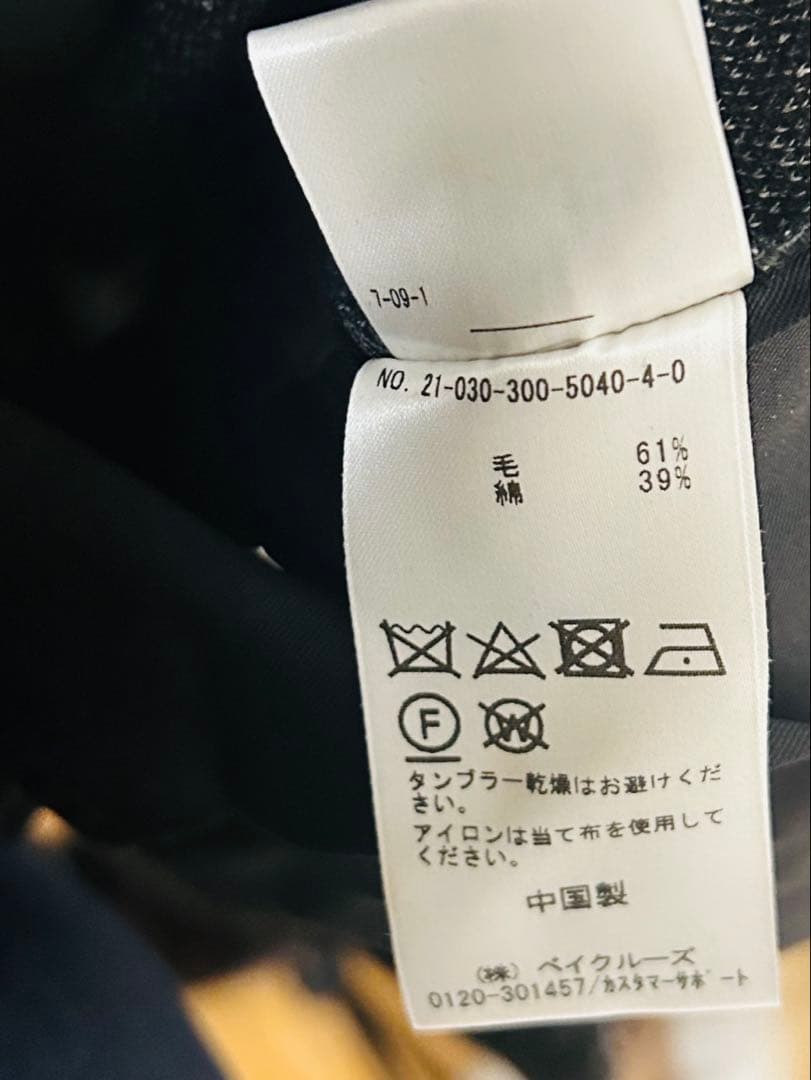 7-09-1
NO. 21-030-300-5040-4-0
毛 61%
綿 39%
F W
タンブラー乾燥はお避けくだ
さい。
アイロンは当て布を使用して
ください。
中国製
(株) ベイクルーズ
0120-301457/カスタマーサポート